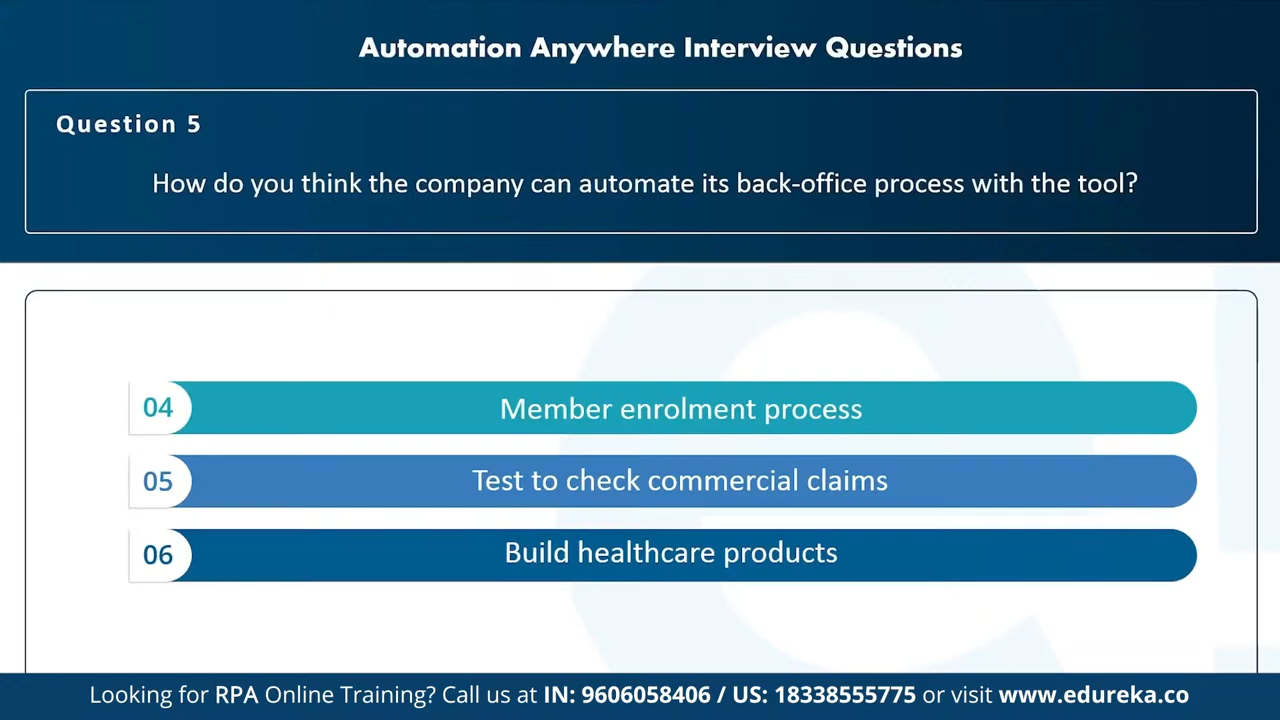 Automation Anywhere Interview Questions
Question 5
How do you think the company can automate its back-office process with the tool?
04 Member enrolment process
05 Test to check commercial claims
06 Build healthcare products
Looking for RPA Online Training? Call us at IN: 9606058406 / US: 18338555775 or visit www.edureka.co